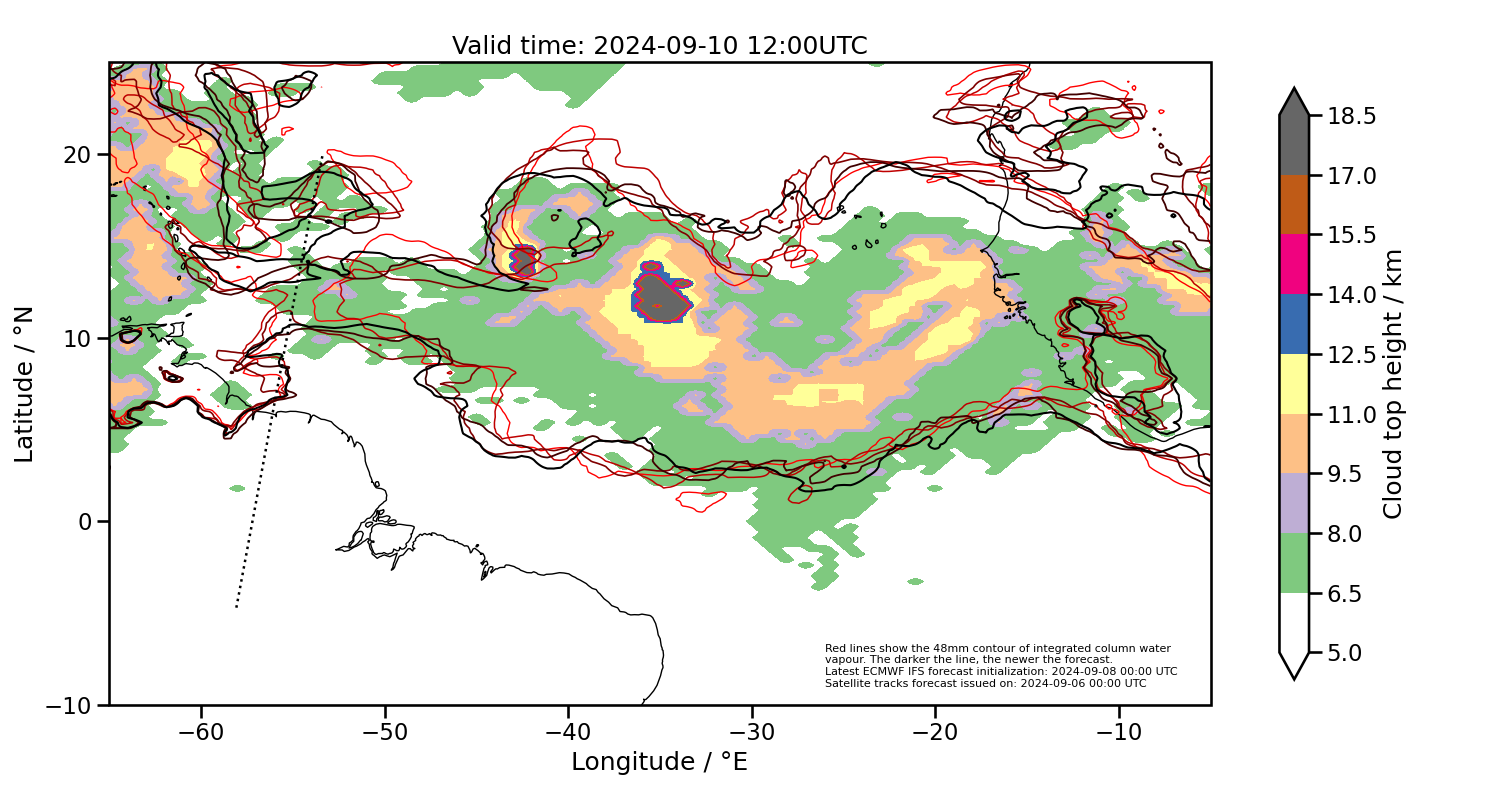 Valid time: 2024-09-10 12:00UTC
20
10
0
−10
Latitude / °N
−60
−50
−40
−30
−20
−10
Longitude / °E
Red lines show the 48mm contour of integrated column water
vapour. The darker the line, the newer the forecast.
Latest ECMWF IFS forecast initialization: 2024-09-08 00:00 UTC
Satellite tracks forecast issued on: 2024-09-06 00:00 UTC
18.5
17.0
15.5
14.0
12.5
11.0
9.5
8.0
6.5
5.0
Cloud top height / km